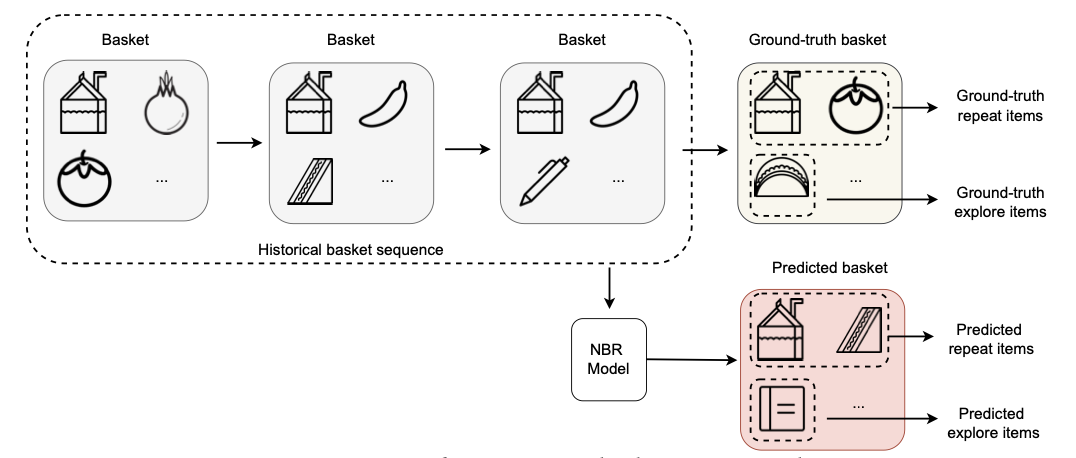 Basket
Basket
Basket
Ground-truth basket
...
...
...
...
Ground-truth
repeat items
Ground-truth
explore items
Historical basket sequence
Predicted basket
NBR
Model
...
Predicted
repeat items
Predicted
explore items